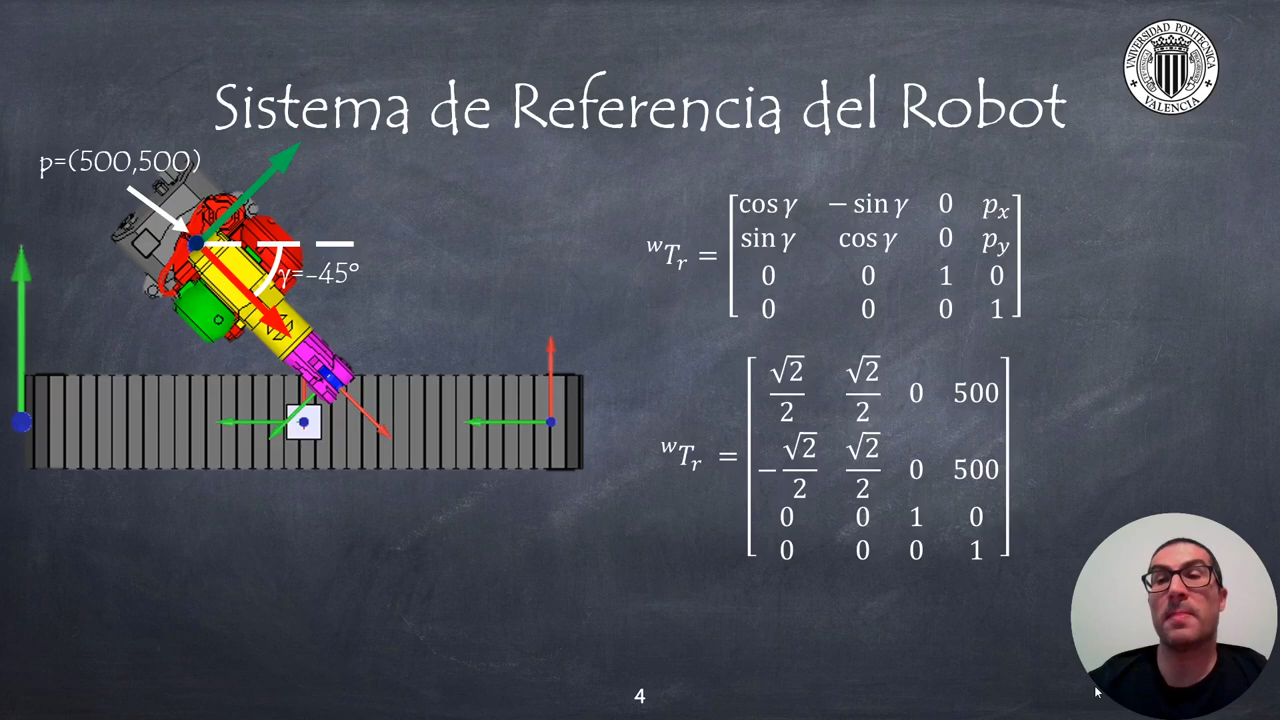 UNIVERSIDAD POLITECNICA
VALENCIA
Sistema de Referencia del Robot
p=(500,500)
γ=-45º
ʷTᵣ = [cos γ  − sin γ  0  pₓ
sin γ  cos γ  0  p_y
0  0  1  0
0  0  0  1]
ʷTᵣ = [√2/2  √2/2  0  500
−√2/2  √2/2  0  500
0  0  1  0
0  0  0  1]
4